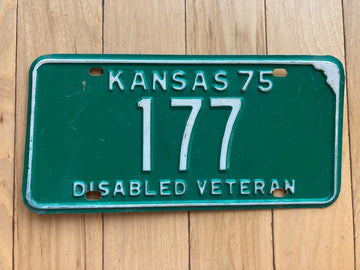 KANSAS 75
177
DISABLED VETERAN